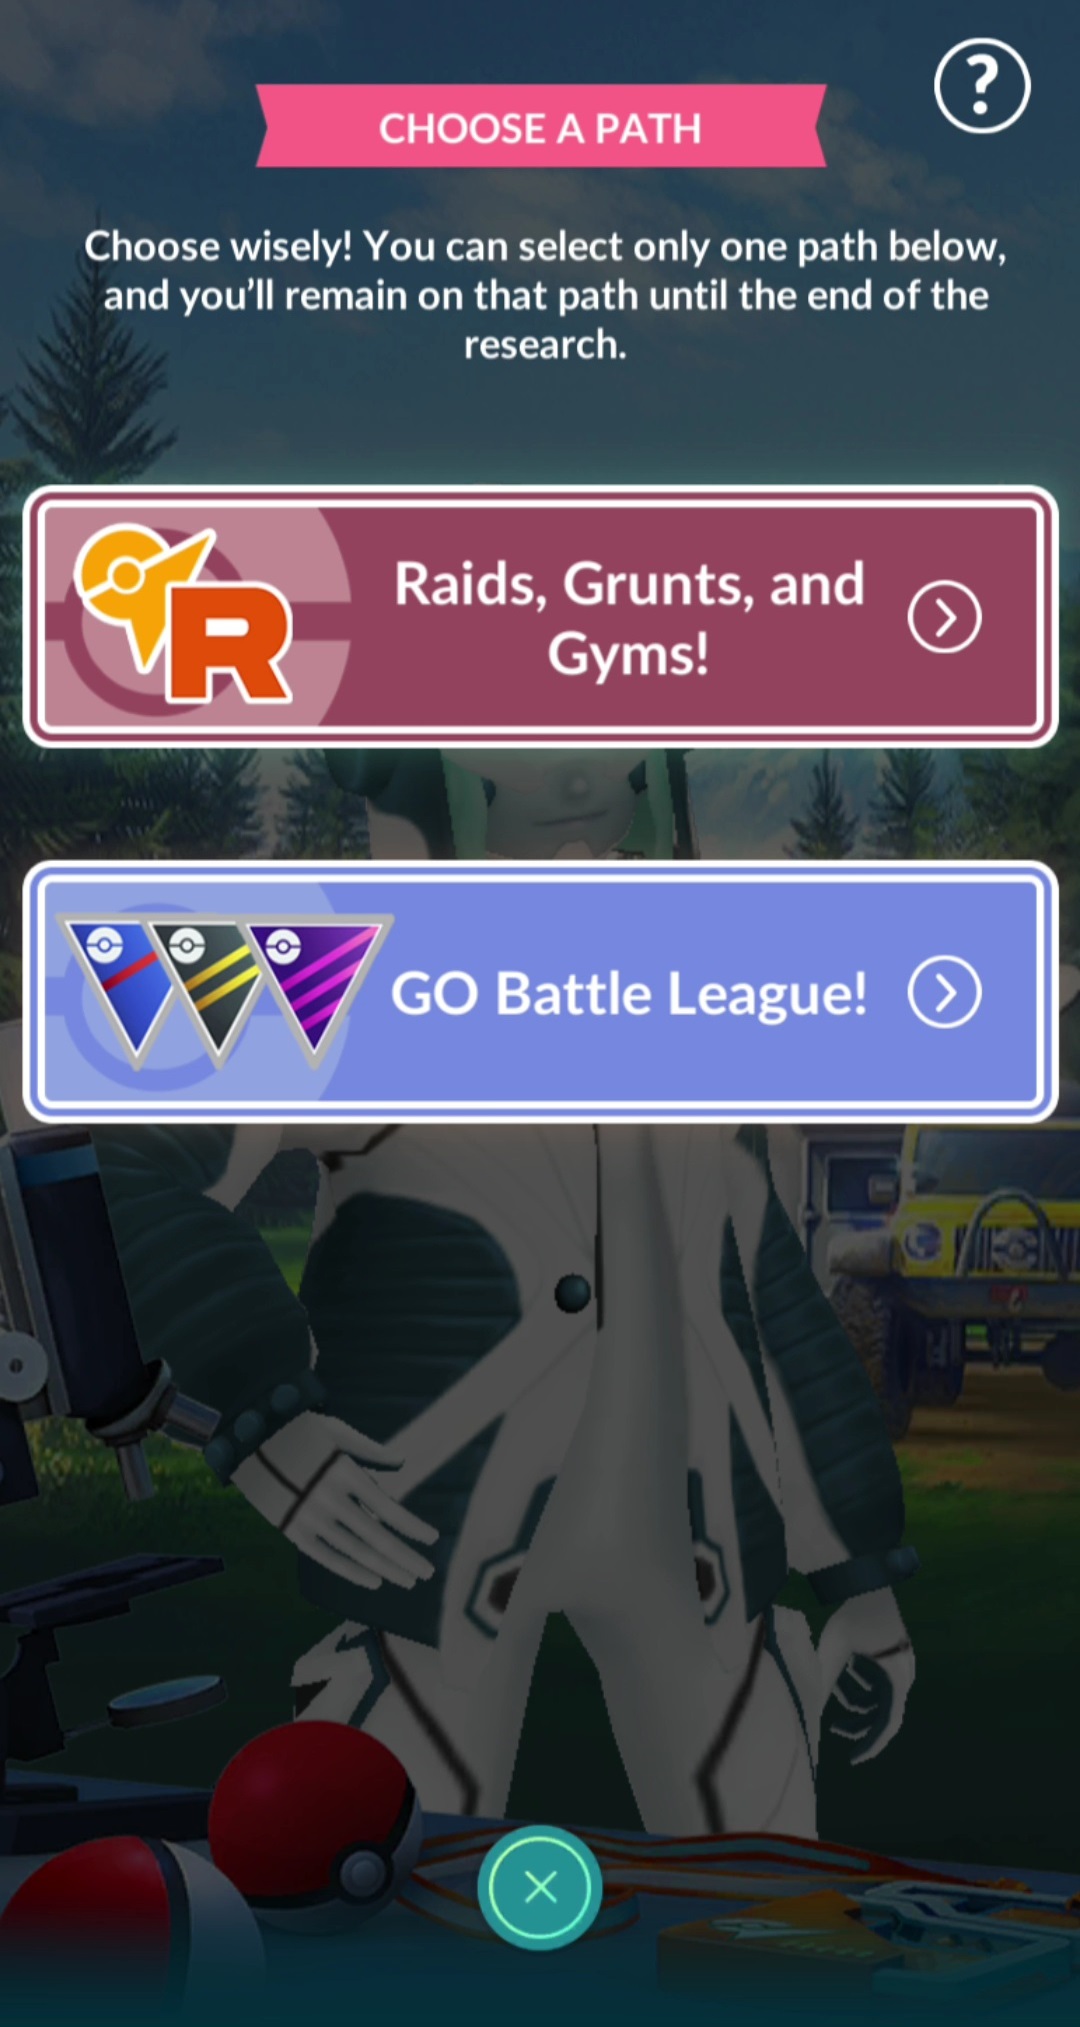 ?
CHOOSE A PATH
Choose wisely! You can select only one path below,
and you’ll remain on that path until the end of the
research.
R
Raids, Grunts, and
Gyms!
GO Battle League!